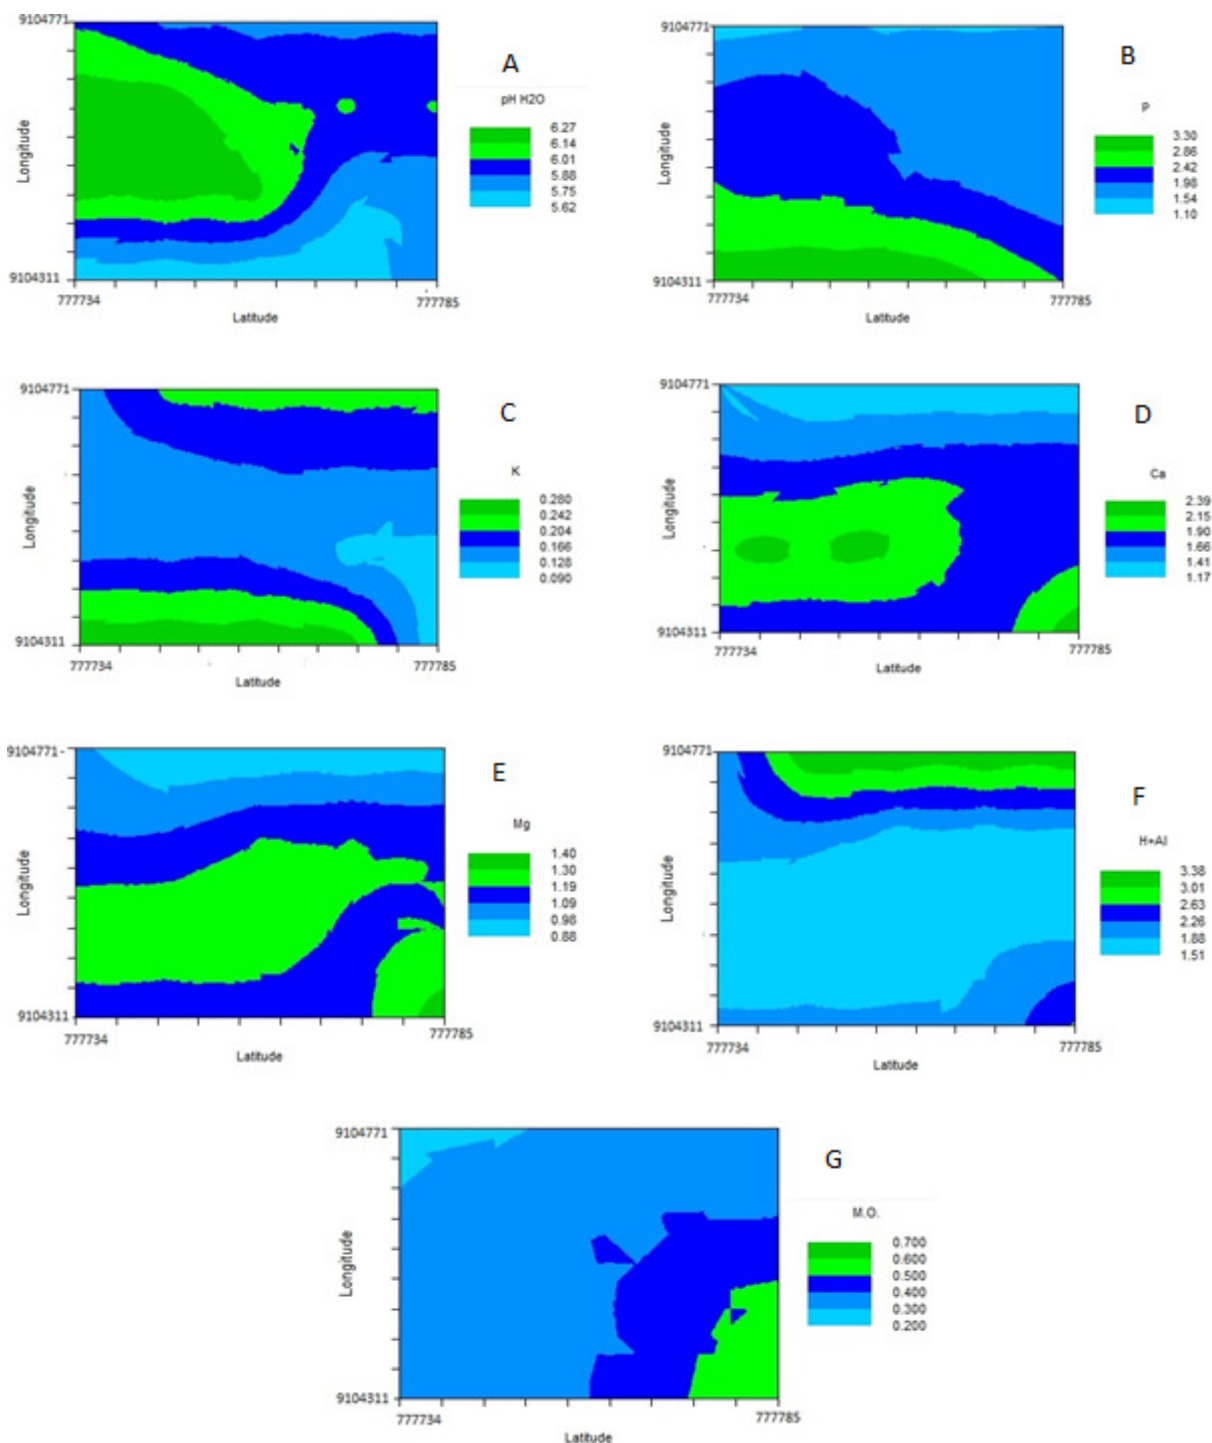 9104771
A
pH H2O
6.27
6.14
6.01
5.88
5.75
5.62
Longitude
9104311
777734
777785
Latitude
9104771
B
P
3.30
2.86
2.42
1.98
1.54
1.10
Longitude
9104311
777734
777785
Latitude
9104771
C
K
0.280
0.242
0.204
0.166
0.128
0.090
Longitude
9104311
777734
777785
Latitude
9104771
D
Ca
2.39
2.15
1.90
1.66
1.41
1.17
Longitude
9104311
777734
777785
Latitude
9104771
E
Mg
1.40
1.30
1.19
1.09
0.98
0.88
Longitude
9104311
777734
777785
Latitude
9104771
F
H+Al
3.38
3.01
2.63
2.26
1.88
1.51
Longitude
9104311
777734
777785
Latitude
9104771
G
M.O.
0.700
0.600
0.500
0.400
0.300
0.200
Longitude
9104311
777734
777785
Latitude